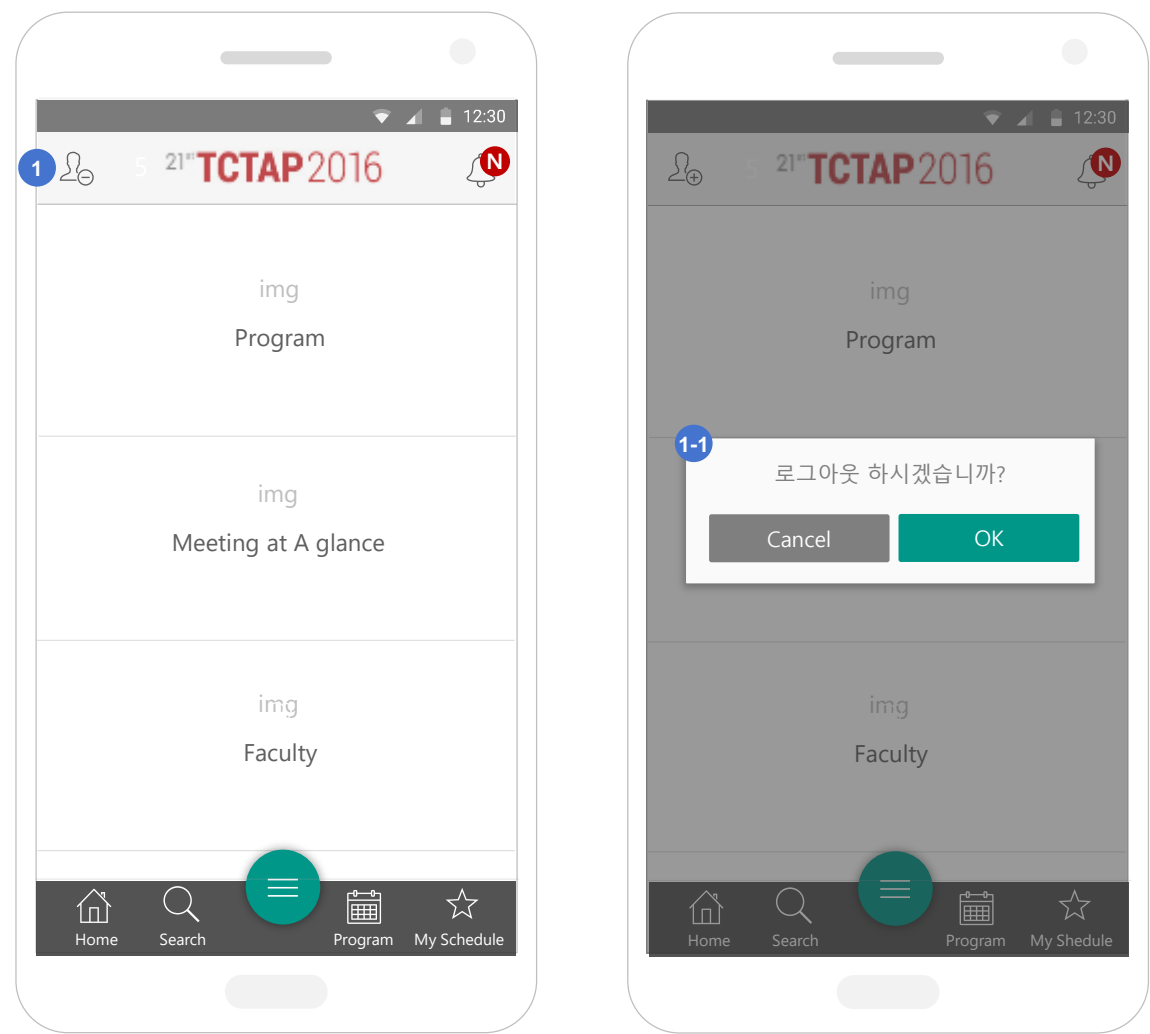 12:30
1
5
21st TCTAP 2016
N
img
Program
img
Meeting at A glance
img
Faculty
Home
Search
Program
My Schedule
12:30
5
21st TCTAP 2016
N
img
Program
1-1
로그아웃 하시겠습니까?
Cancel
OK
img
Faculty
Home
Search
Program
My Shedule